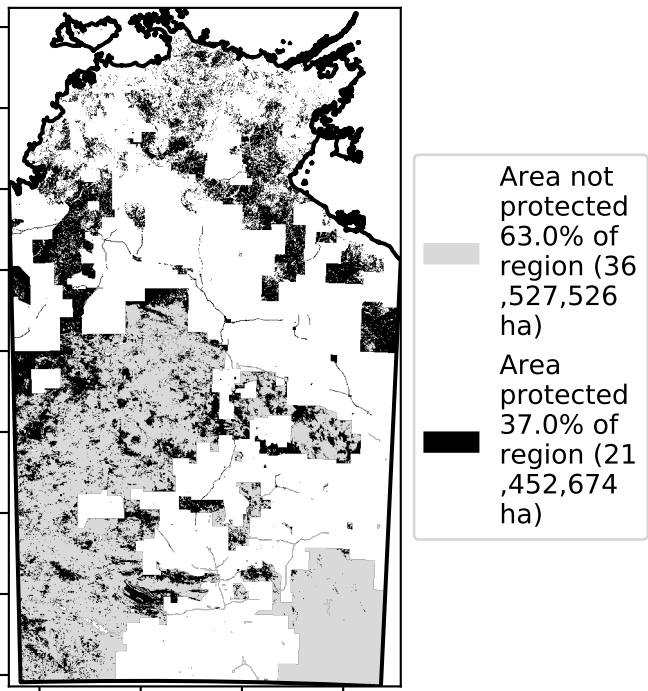 Area not
protected
63.0% of
region (36
,527,526
ha)
Area
protected
37.0% of
region (21
,452,674
ha)